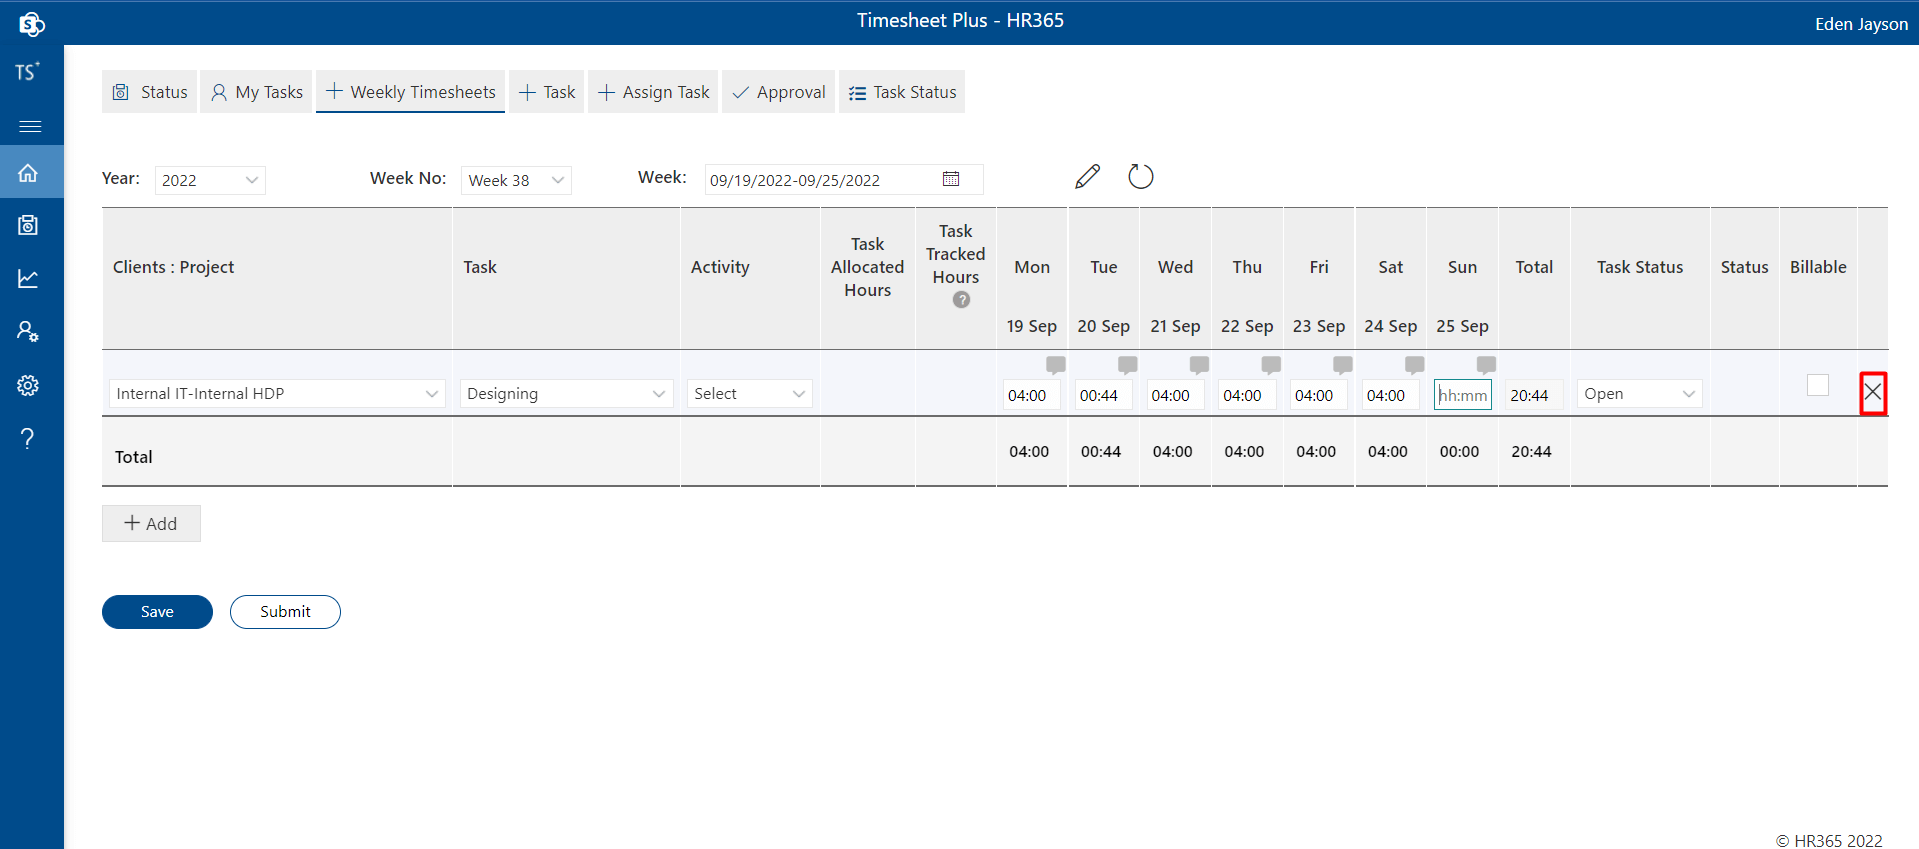 Timesheet Plus - HR365
Eden Jayson
S
TS+
Status
My Tasks
Weekly Timesheets
Task
Assign Task
Approval
Task Status
Year:
2022
Week No:
Week 38
Week:
09/19/2022-09/25/2022
Clients : Project
Task
Activity
Task
Allocated
Hours
Task
Tracked
Hours
?
Mon
19 Sep
Tue
20 Sep
Wed
21 Sep
Thu
22 Sep
Fri
23 Sep
Sat
24 Sep
Sun
25 Sep
Total
Task Status
Status
Billable
Internal IT-Internal HDP
Designing
Select
04:00
00:44
04:00
04:00
04:00
04:00
hh:mm
20:44
Open
Total
04:00
00:44
04:00
04:00
04:00
04:00
00:00
20:44
Add
Save
Submit
© HR365 2022